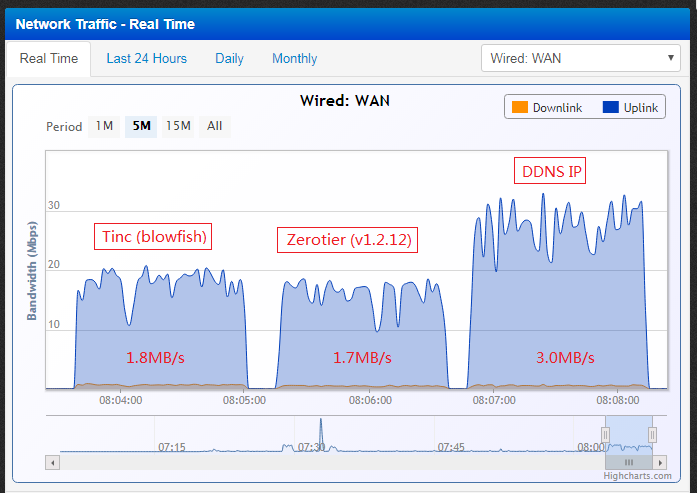 Network Traffic - Real Time
Real Time
Last 24 Hours
Daily
Monthly
Wired: WAN
Wired: WAN
Downlink
Uplink
Period
1M
5M
15M
All
Bandwidth (Mbps)
30
20
10
Tinc (blowfish)
Zerotier (v1.2.12)
DDNS IP
1.8MB/s
1.7MB/s
3.0MB/s
08:04:00
08:05:00
08:06:00
08:07:00
08:08:00
07:15
07:30
07:45
08:00
Highcharts.com